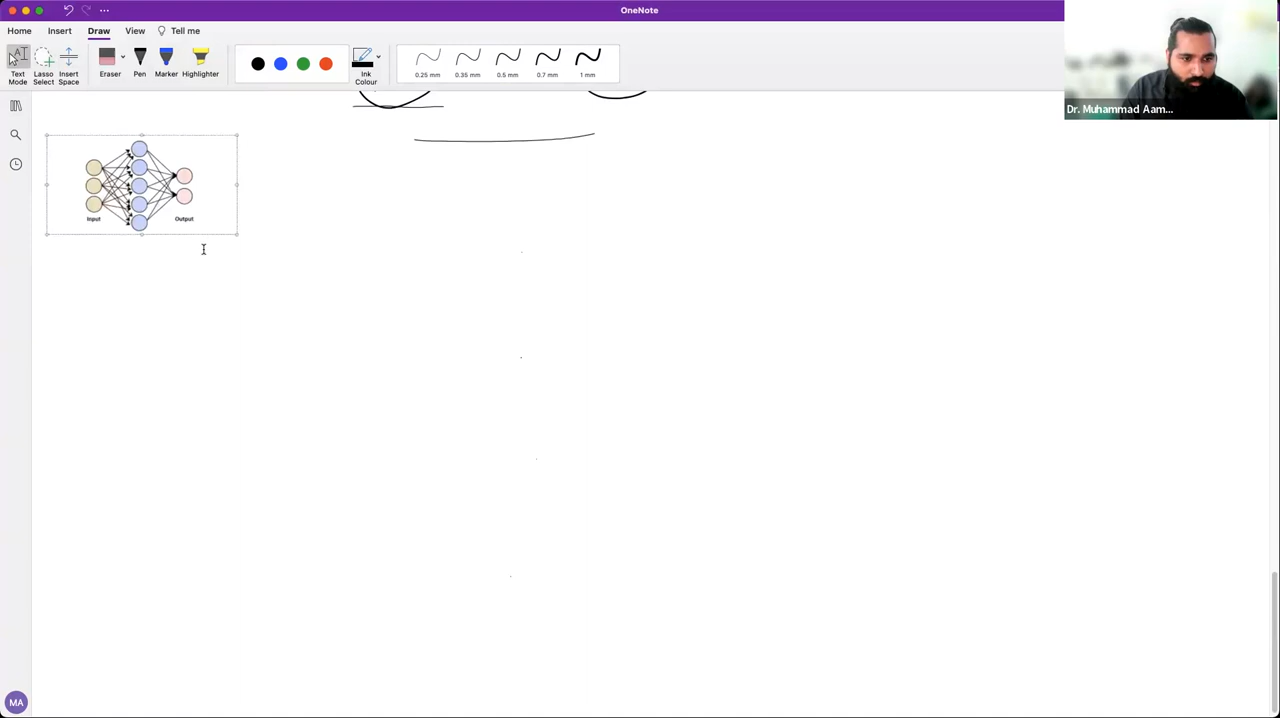 OneNote
Home Insert Draw View Tell me
Text Mode
Lasso Select
Insert Space
Eraser
Pen
Marker
Highlighter
Ink Colour
0.25 mm
0.35 mm
0.5 mm
0.7 mm
1 mm
Dr. Muhammad Aam...
Input
Output
MA